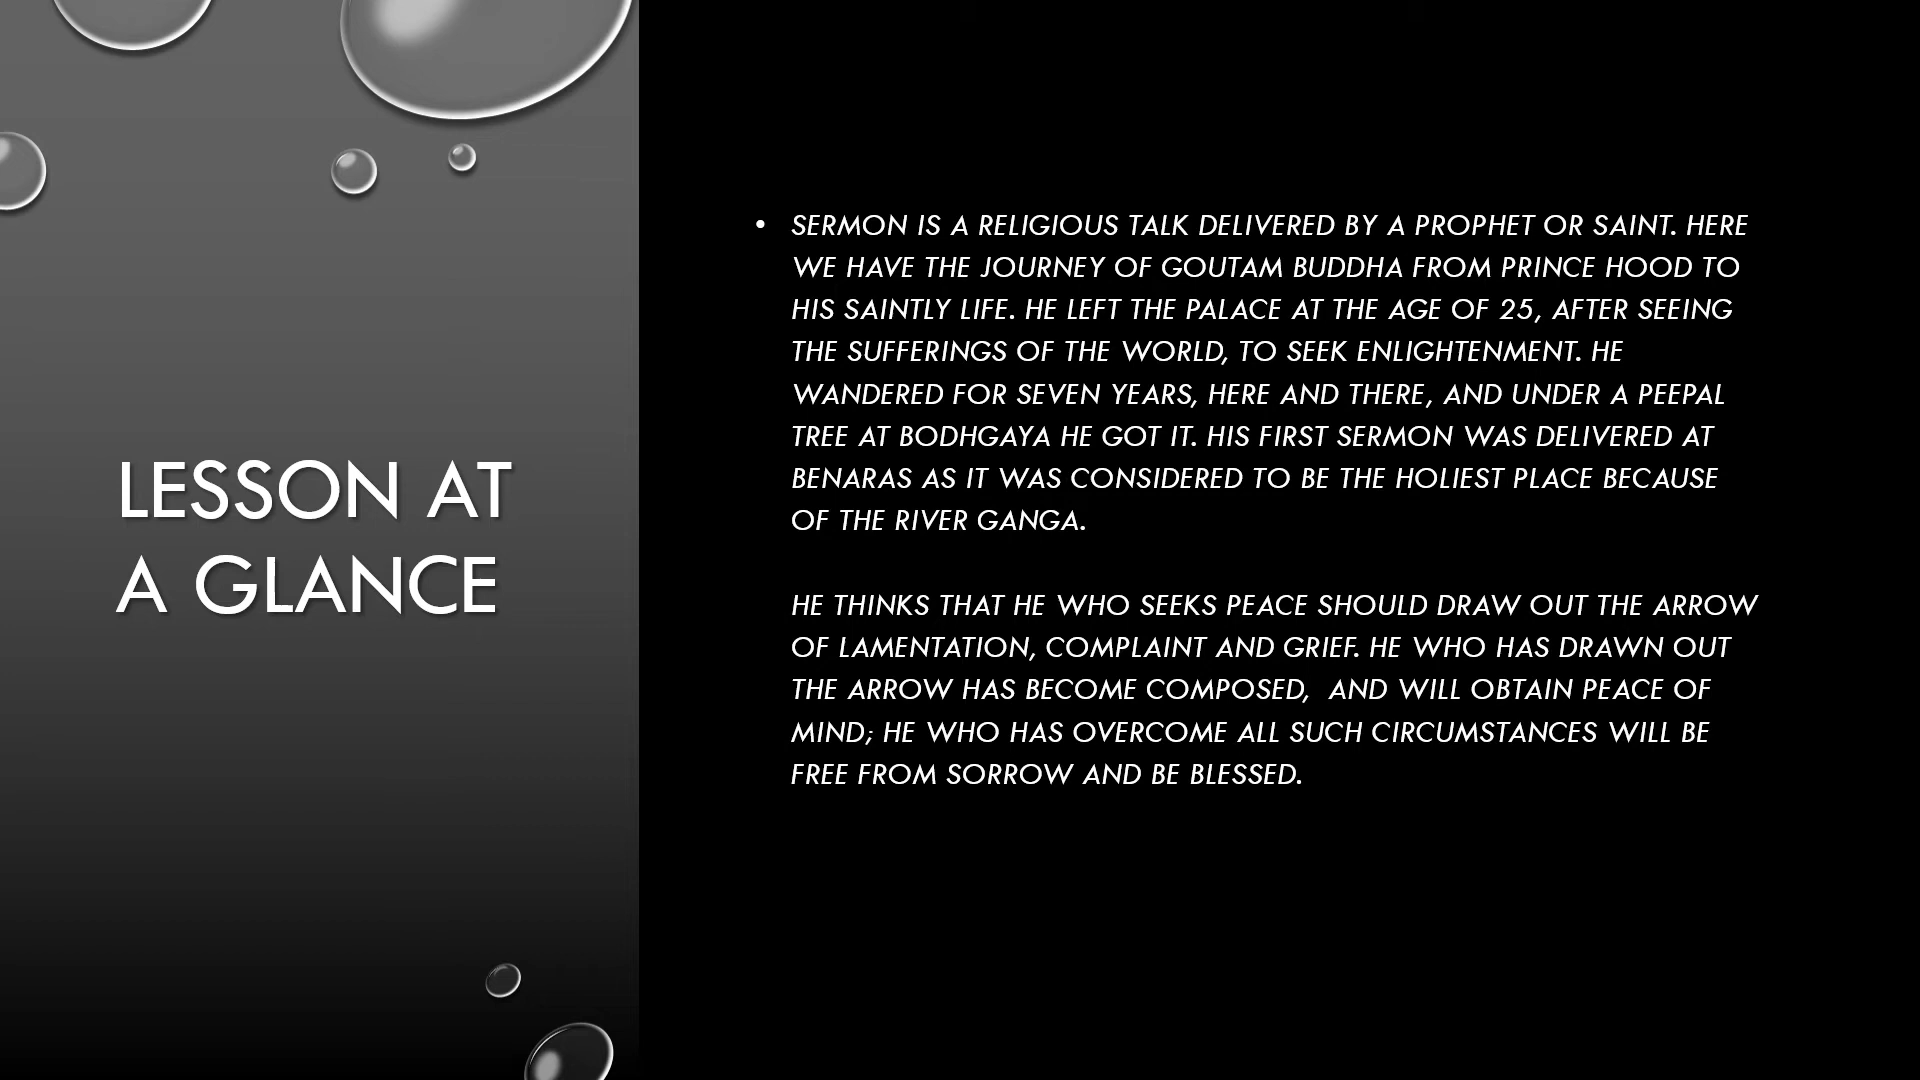 LESSON AT
A GLANCE
• SERMON IS A RELIGIOUS TALK DELIVERED BY A PROPHET OR SAINT. HERE
WE HAVE THE JOURNEY OF GOUTAM BUDDHA FROM PRINCE HOOD TO
HIS SAINTLY LIFE. HE LEFT THE PALACE AT THE AGE OF 25, AFTER SEEING
THE SUFFERINGS OF THE WORLD, TO SEEK ENLIGHTENMENT. HE
WANDERED FOR SEVEN YEARS, HERE AND THERE, AND UNDER A PEEPAL
TREE AT BODHGAYA HE GOT IT. HIS FIRST SERMON WAS DELIVERED AT
BENARAS AS IT WAS CONSIDERED TO BE THE HOLIEST PLACE BECAUSE
OF THE RIVER GANGA.
HE THINKS THAT HE WHO SEEKS PEACE SHOULD DRAW OUT THE ARROW
OF LAMENTATION, COMPLAINT AND GRIEF. HE WHO HAS DRAWN OUT
THE ARROW HAS BECOME COMPOSED,  AND WILL OBTAIN PEACE OF
MIND; HE WHO HAS OVERCOME ALL SUCH CIRCUMSTANCES WILL BE
FREE FROM SORROW AND BE BLESSED.